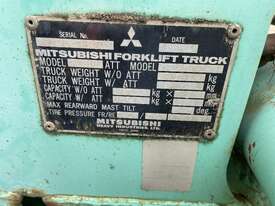 SERIAL No. DATE
MITSUBISHI FORKLIFT TRUCK
MODEL ATT MODEL
TRUCK WEIGHT W/O ATT kg
TRUCK WEIGHT W/ ATT kg
CAPACITY W/O ATT kg × mm
CAPACITY W/ ATT kg × mm
MAX REARWARD MAST TILT deg.
TIRE PRESSURE FR/RE
MITSUBISHI
HEAVY INDUSTRIES, LTD.